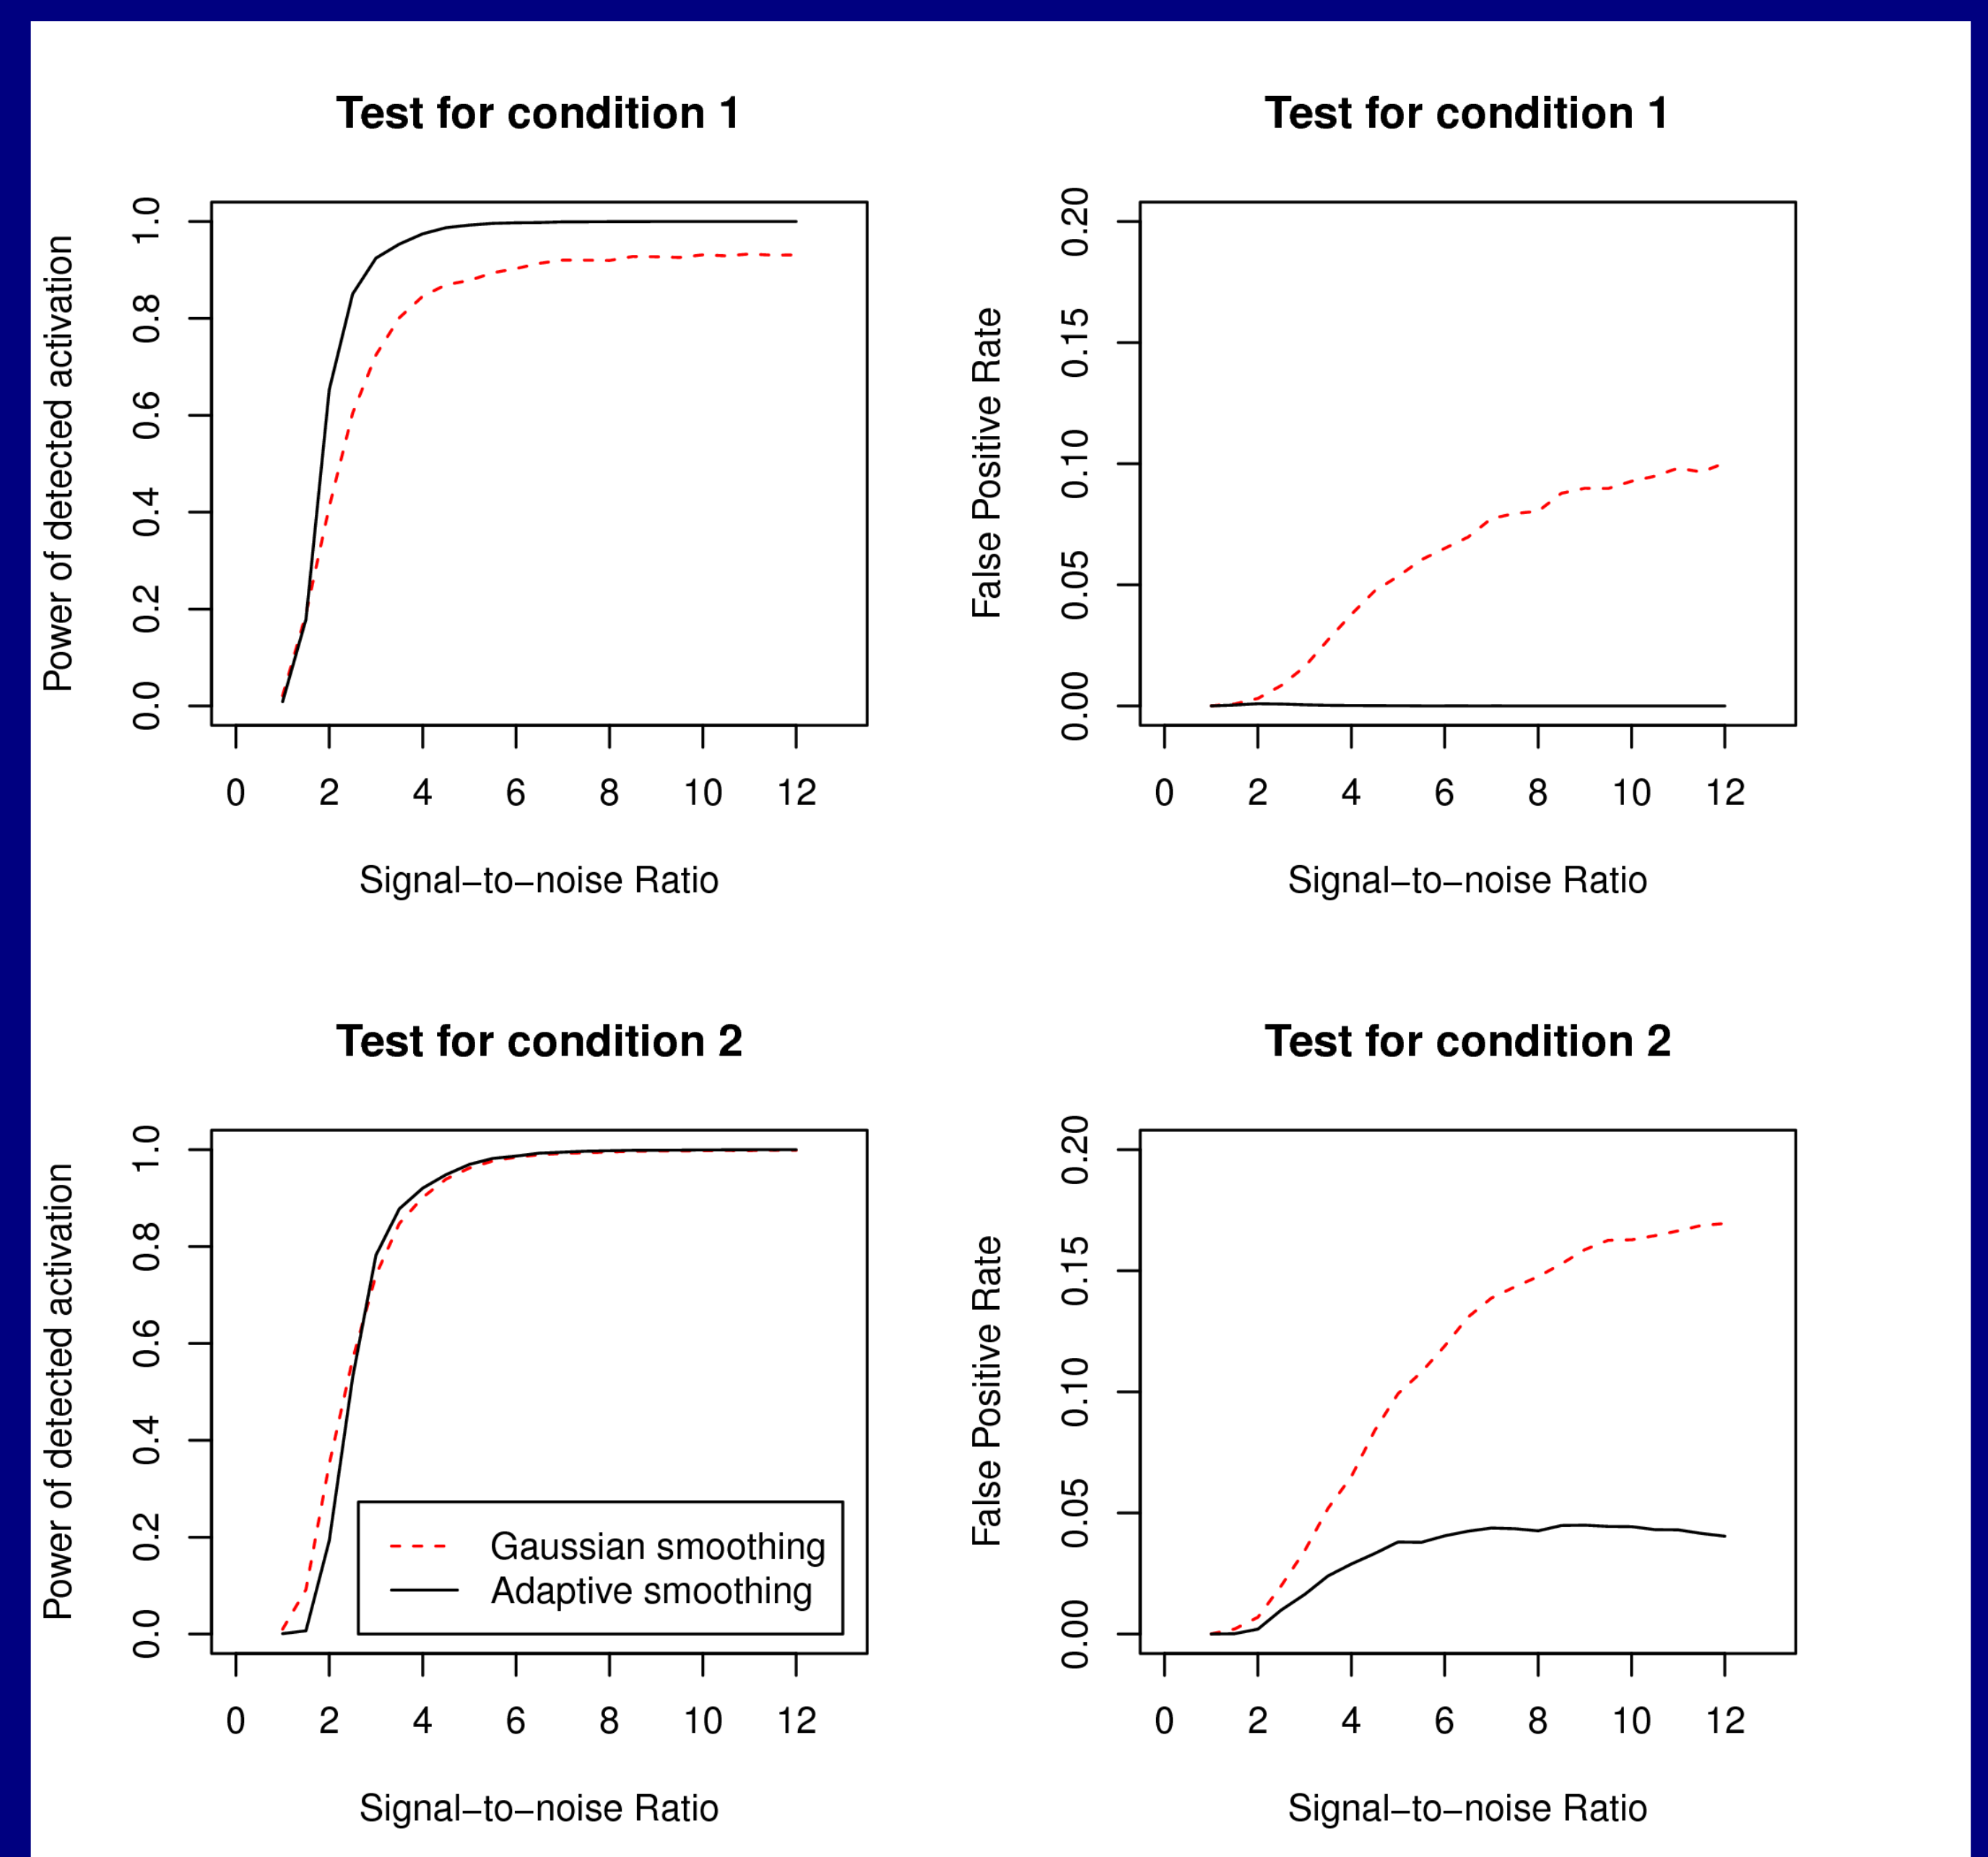 Test for condition 1
Power of detected activation
0.0 0.2 0.4 0.6 0.8 1.0
0 2 4 6 8 10 12
Signal−to−noise Ratio
Test for condition 1
False Positive Rate
0.00 0.05 0.10 0.15 0.20
0 2 4 6 8 10 12
Signal−to−noise Ratio
Test for condition 2
Power of detected activation
0.0 0.2 0.4 0.6 0.8 1.0
Gaussian smoothing
Adaptive smoothing
0 2 4 6 8 10 12
Signal−to−noise Ratio
Test for condition 2
False Positive Rate
0.00 0.05 0.10 0.15 0.20
0 2 4 6 8 10 12
Signal−to−noise Ratio